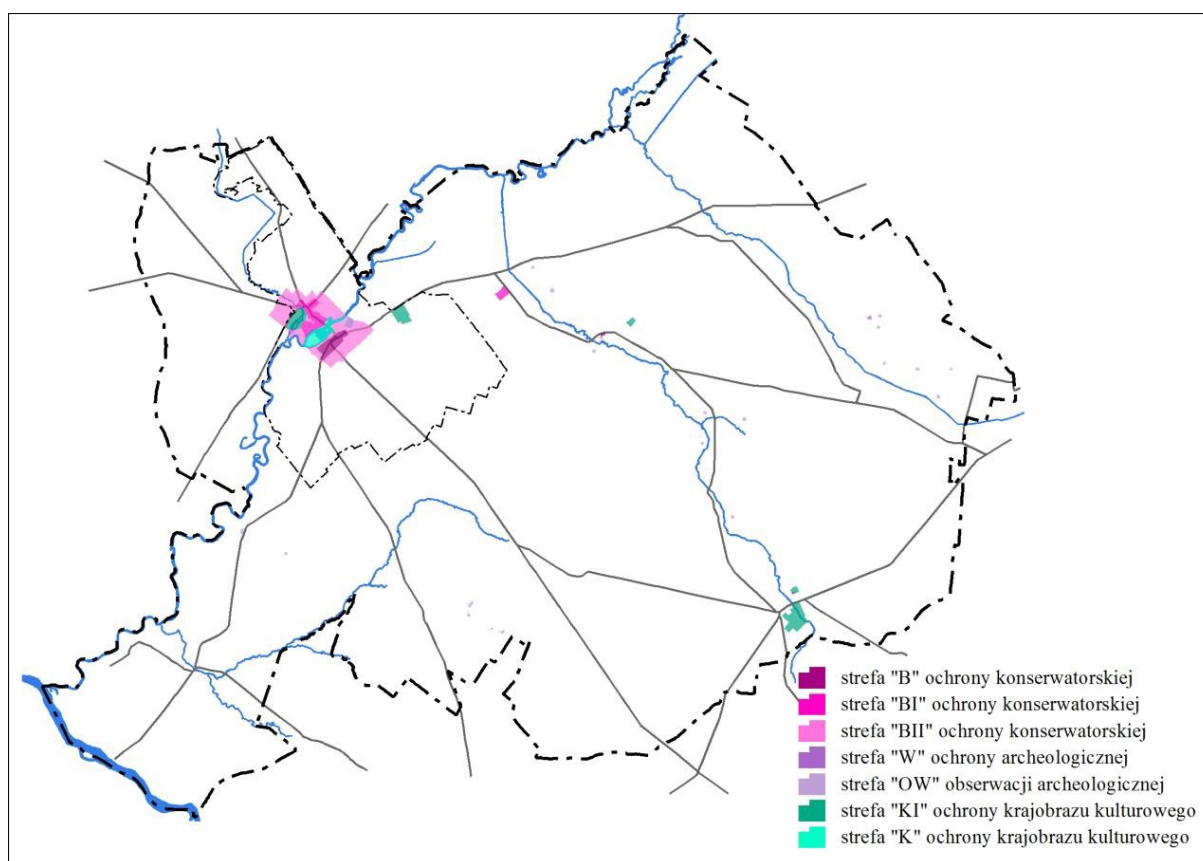 strefa "B" ochrony konserwatorskiej
strefa "BI" ochrony konserwatorskiej
strefa "BII" ochrony konserwatorskiej
strefa "W" ochrony archeologicznej
strefa "OW" obserwacji archeologicznej
strefa "KI" ochrony krajobrazu kulturowego
strefa "K" ochrony krajobrazu kulturowego